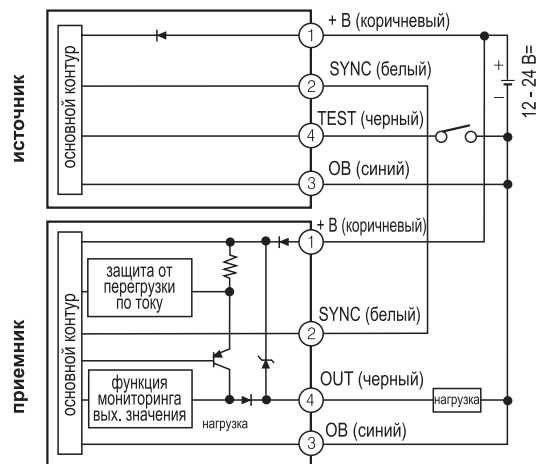 источник
основной контур
+ В (коричневый)
1
SYNC (белый)
2
TEST (черный)
4
ОВ (синий)
3
+
−
12 - 24 В=
приемник
основной контур
+ В (коричневый)
1
защита от
перегрузки
по току
SYNC (белый)
2
функция
мониторинга
вых. значения
нагрузка
OUT (черный)
4
нагрузка
ОВ (синий)
3